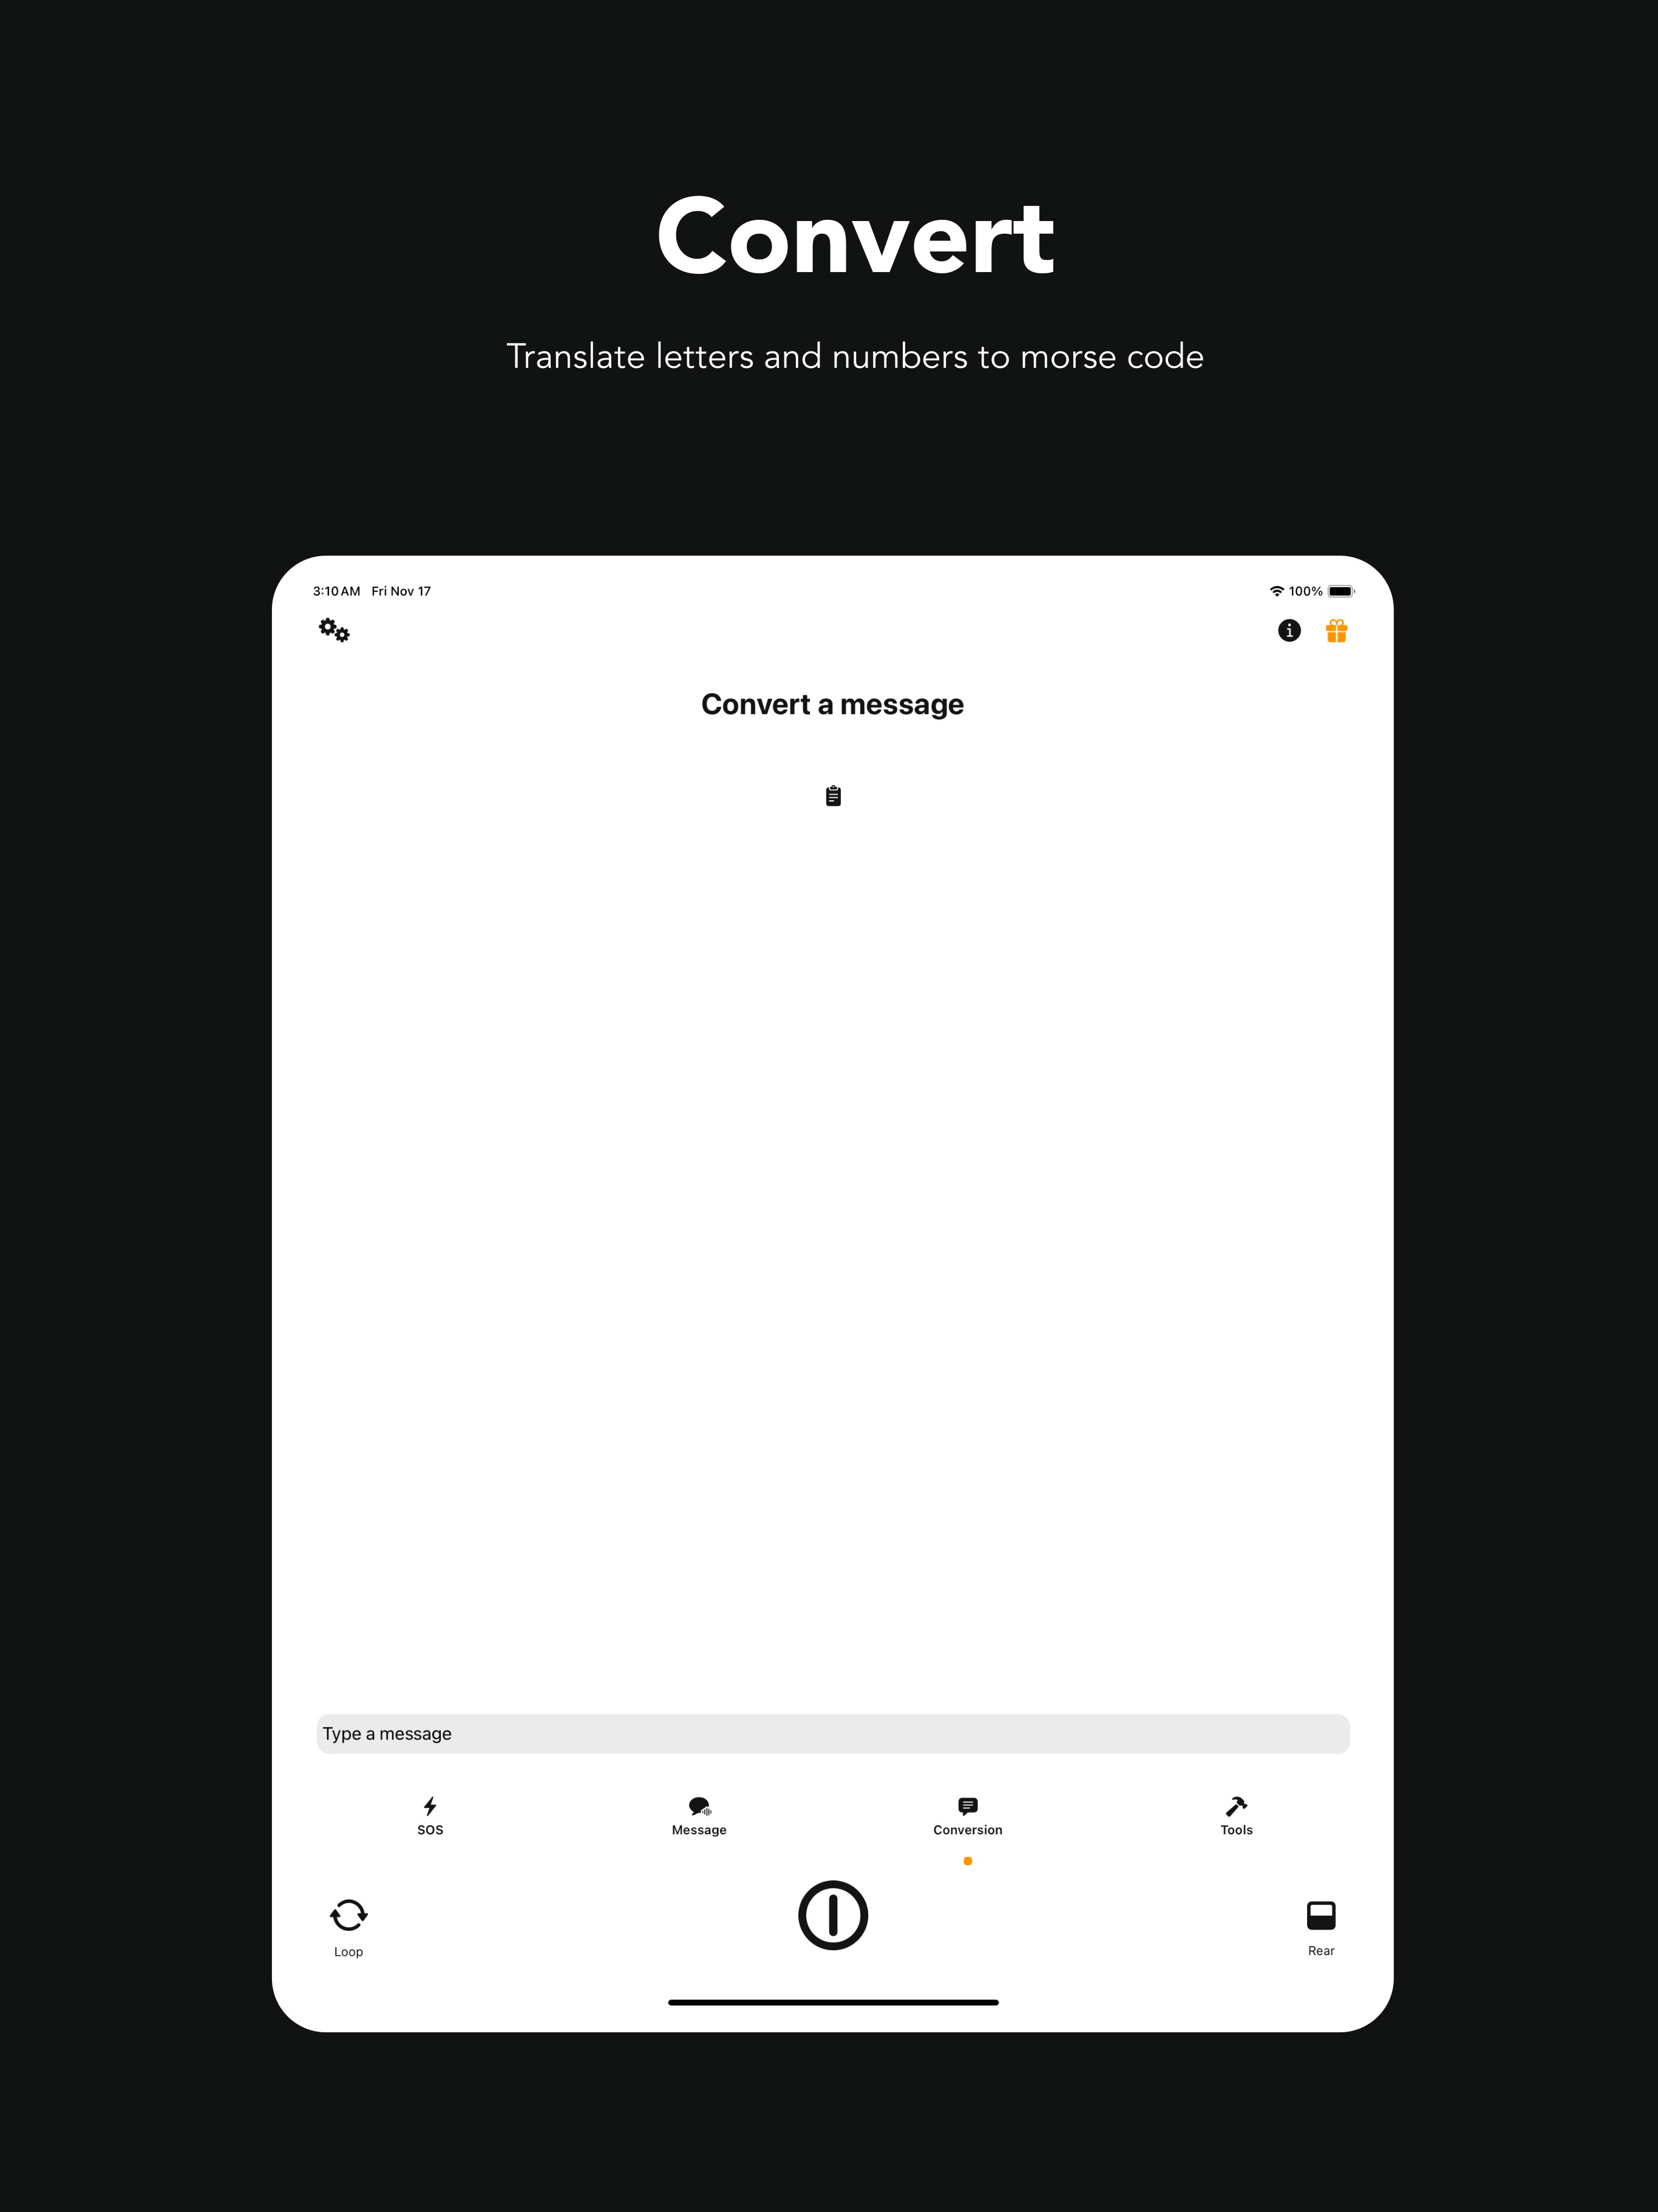 Convert
Translate letters and numbers to morse code
3:10 AM Fri Nov 17
100%
Convert a message
Type a message
SOS
Message
Conversion
Tools
Loop
Rear